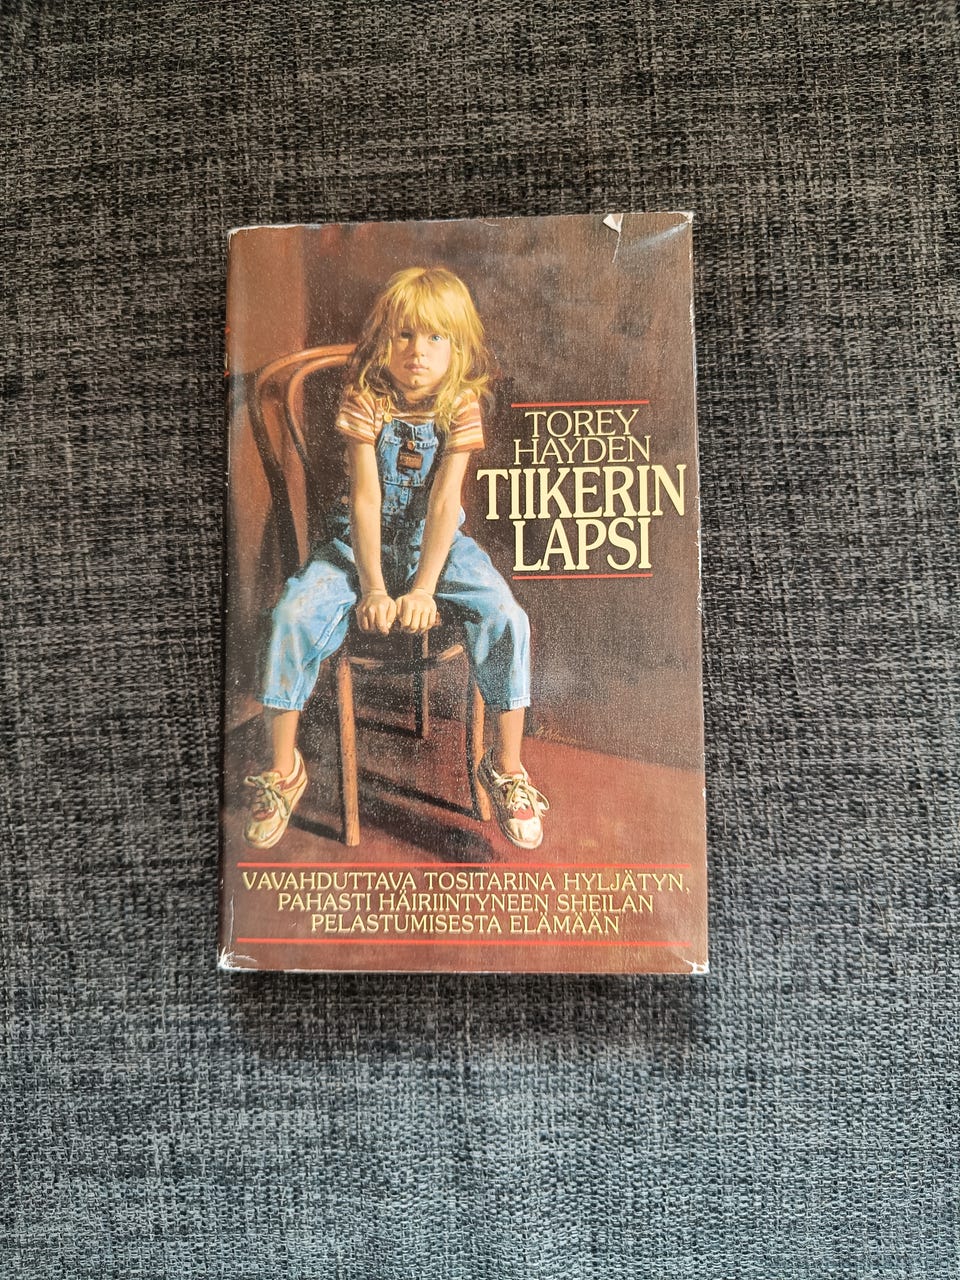 TOREY
HAYDEN
TIIKERIN
LAPSI
VAVAHDUTTAVA TOSITARINA HYLJÄTYN,
PAHASTI HÄIRIINTYNEEN SHEILAN
PELASTUMISESTA ELÄMÄÄN